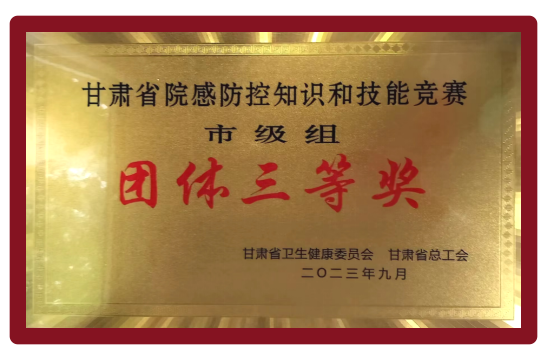 甘肃省院感防控知识和技能竞赛
市级组
团体三等奖
甘肃省卫生健康委员会 甘肃省总工会
二〇二三年九月